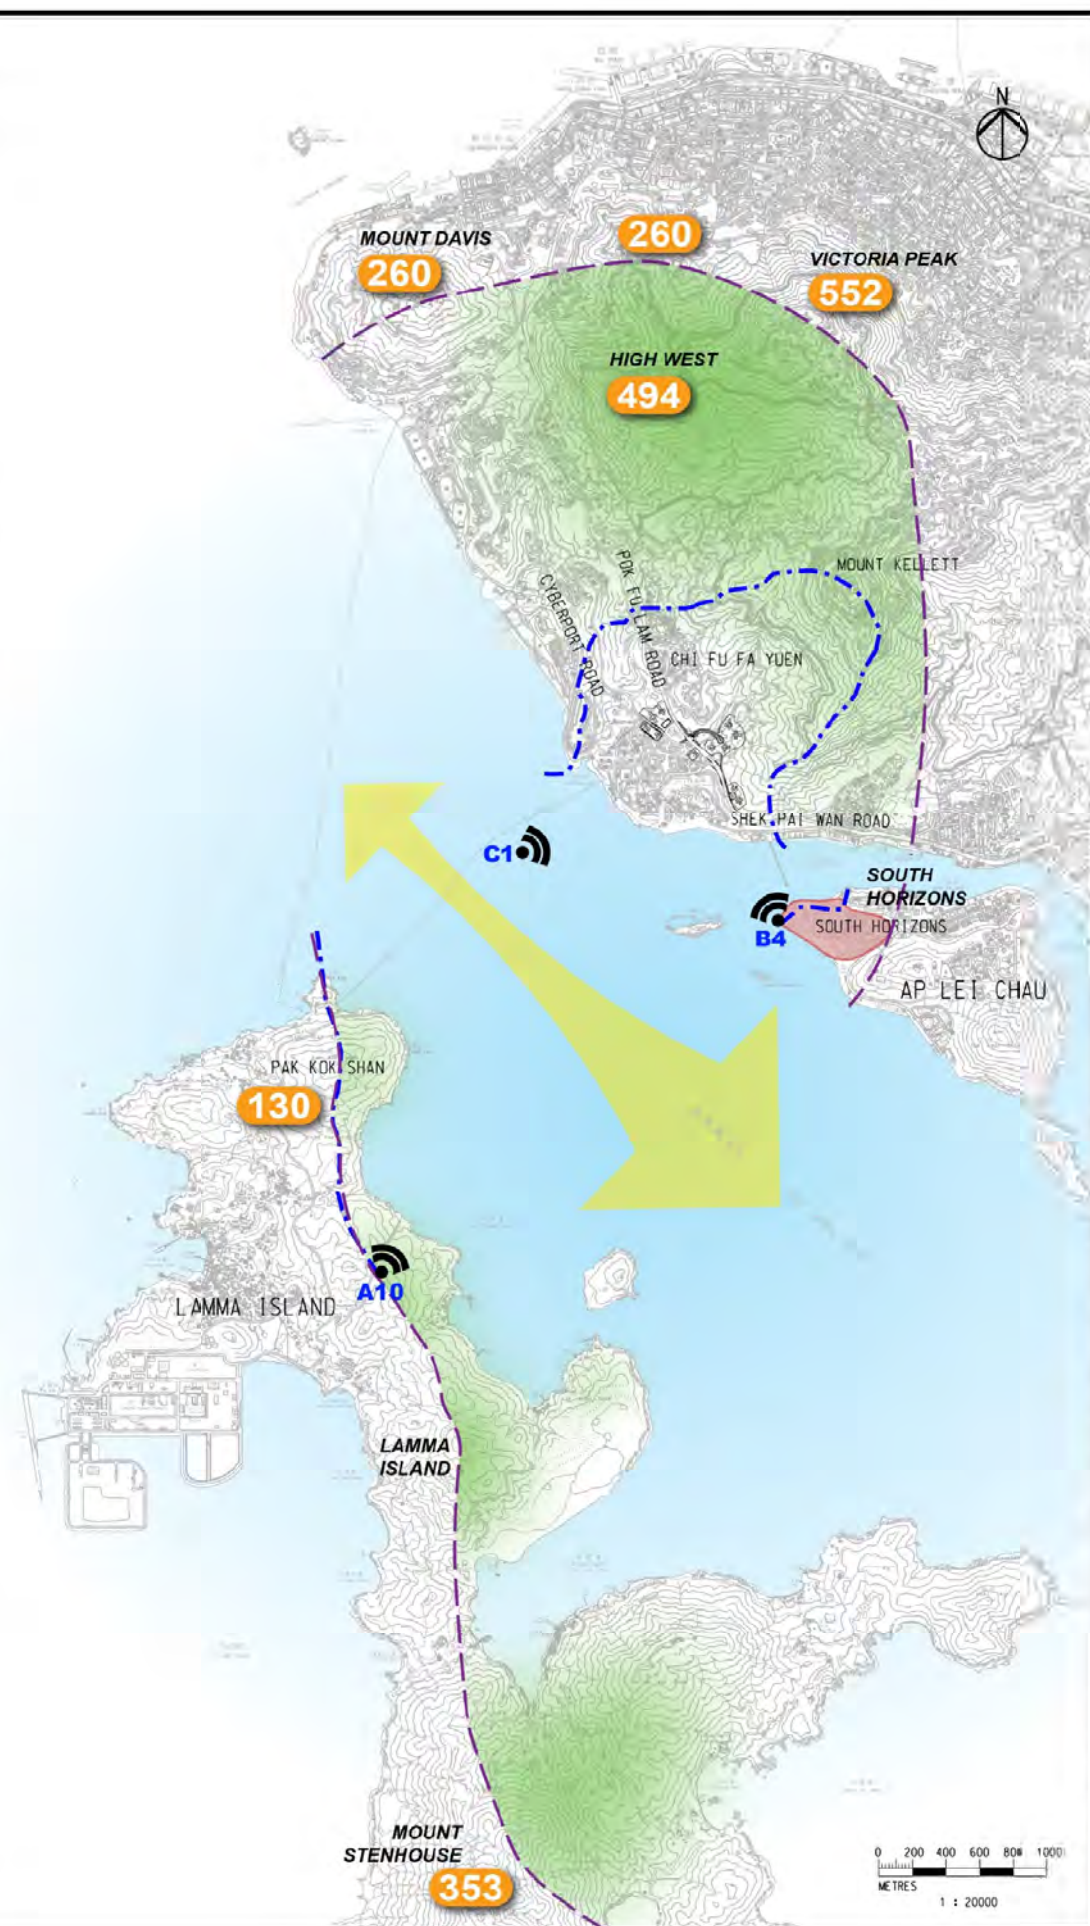 N
MOUNT DAVIS
260
260
VICTORIA PEAK
552
HIGH WEST
494
MOUNT KELLETT
POK FU LAM ROAD
CYBERPORT ROAD
CHI FU FA YUEN
SHEK PAI WAN ROAD
C1
SOUTH
HORIZONS
B4
SOUTH HORIZONS
AP LEI CHAU
PAK KOK SHAN
130
A10
LAMMA ISLAND
LAMMA
ISLAND
MOUNT
STENHOUSE
353
0 200 400 600 800 1000
METRES
1 : 20000